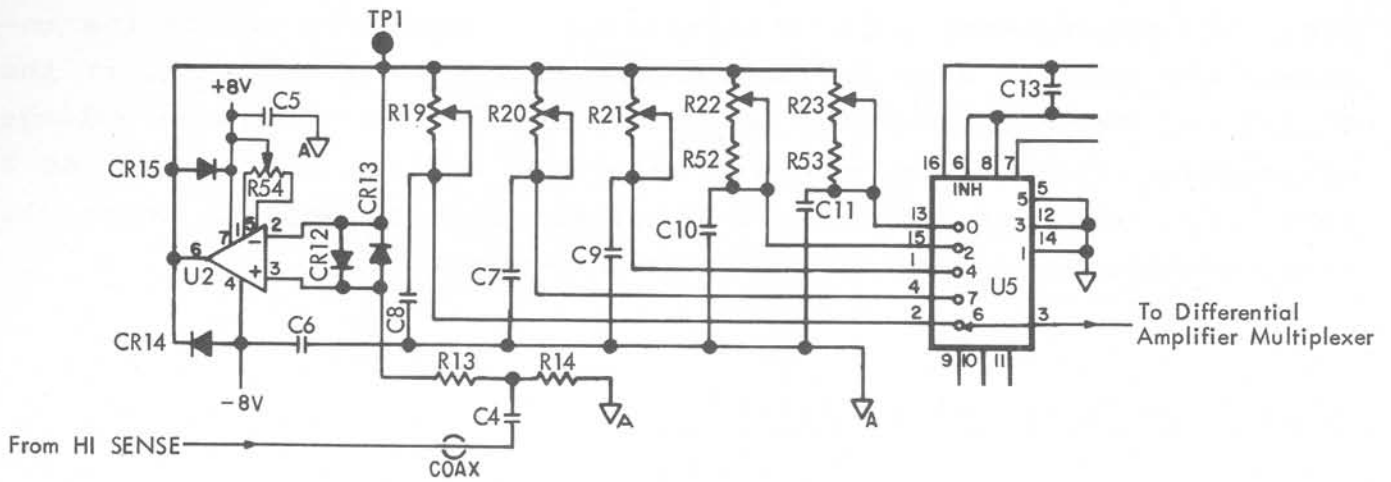 TP1
+8V
C5
A
CR15
R54
CR13
7 1 5 2
6
U2
−
+
3
4
CR12
CR14
C6
−8V
R19
R20
R21
R22
R23
R52
R53
C8
C7
C9
C10
C11
C13
16 6 8 7
INH
13 0
15 2
1 4
4 7
2 6
U5
5 5
3 12
1 14
3
9 10 11
To Differential
Amplifier Multiplexer
R13
R14
A
A
C4
From HI SENSE
COAX